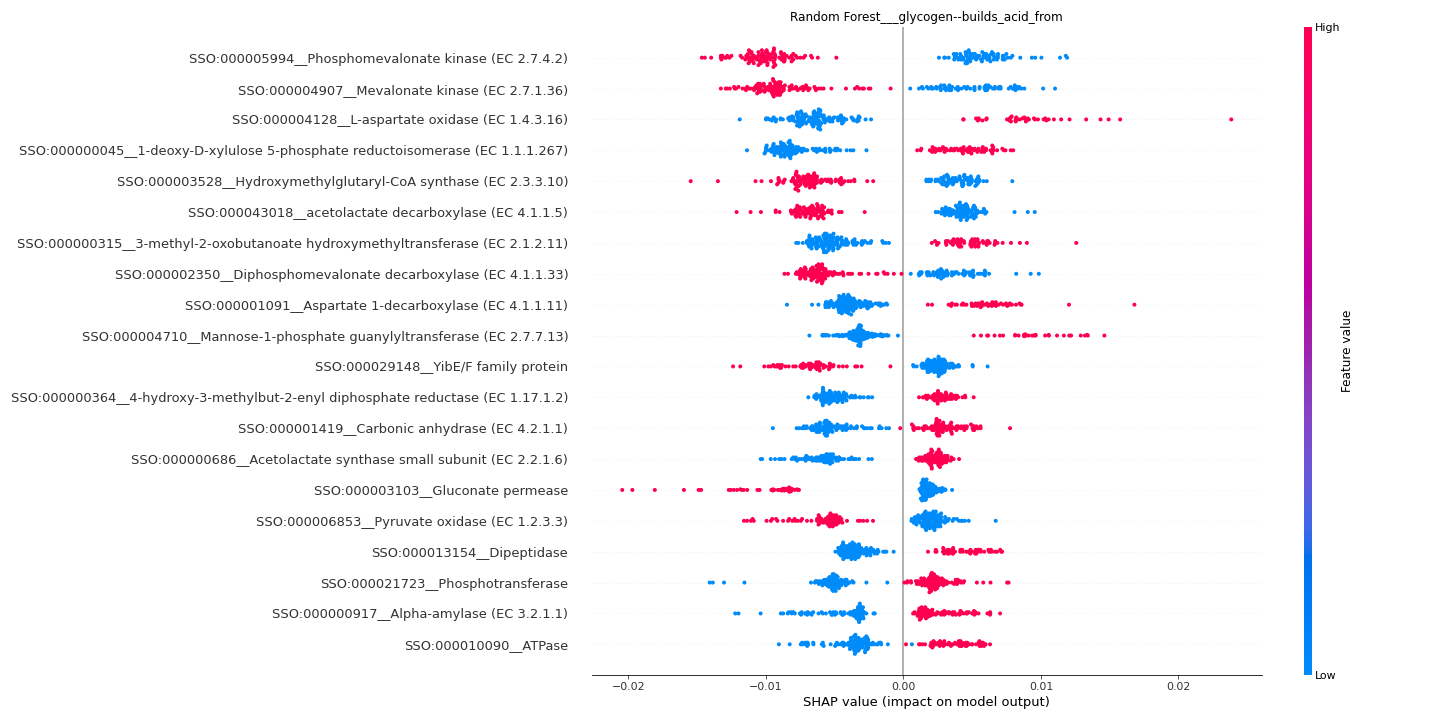 Random Forest___glycogen--builds_acid_from
High
SSO:000005994__Phosphomevalonate kinase (EC 2.7.4.2)
SSO:000004907__Mevalonate kinase (EC 2.7.1.36)
SSO:000004128__L-aspartate oxidase (EC 1.4.3.16)
SSO:000000045__1-deoxy-D-xylulose 5-phosphate reductoisomerase (EC 1.1.1.267)
SSO:000003528__Hydroxymethylglutaryl-CoA synthase (EC 2.3.3.10)
SSO:000043018__acetolactate decarboxylase (EC 4.1.1.5)
SSO:000000315__3-methyl-2-oxobutanoate hydroxymethyltransferase (EC 2.1.2.11)
SSO:000002350__Diphosphomevalonate decarboxylase (EC 4.1.1.33)
SSO:000001091__Aspartate 1-decarboxylase (EC 4.1.1.11)
SSO:000004710__Mannose-1-phosphate guanylyltransferase (EC 2.7.7.13)
SSO:000029148__YibE/F family protein
SSO:000000364__4-hydroxy-3-methylbut-2-enyl diphosphate reductase (EC 1.17.1.2)
SSO:000001419__Carbonic anhydrase (EC 4.2.1.1)
SSO:000000686__Acetolactate synthase small subunit (EC 2.2.1.6)
SSO:000003103__Gluconate permease
SSO:000006853__Pyruvate oxidase (EC 1.2.3.3)
SSO:000013154__Dipeptidase
SSO:000021723__Phosphotransferase
SSO:000000917__Alpha-amylase (EC 3.2.1.1)
SSO:000010090__ATPase
Feature value
Low
−0.02 −0.01 0.00 0.01 0.02
SHAP value (impact on model output)